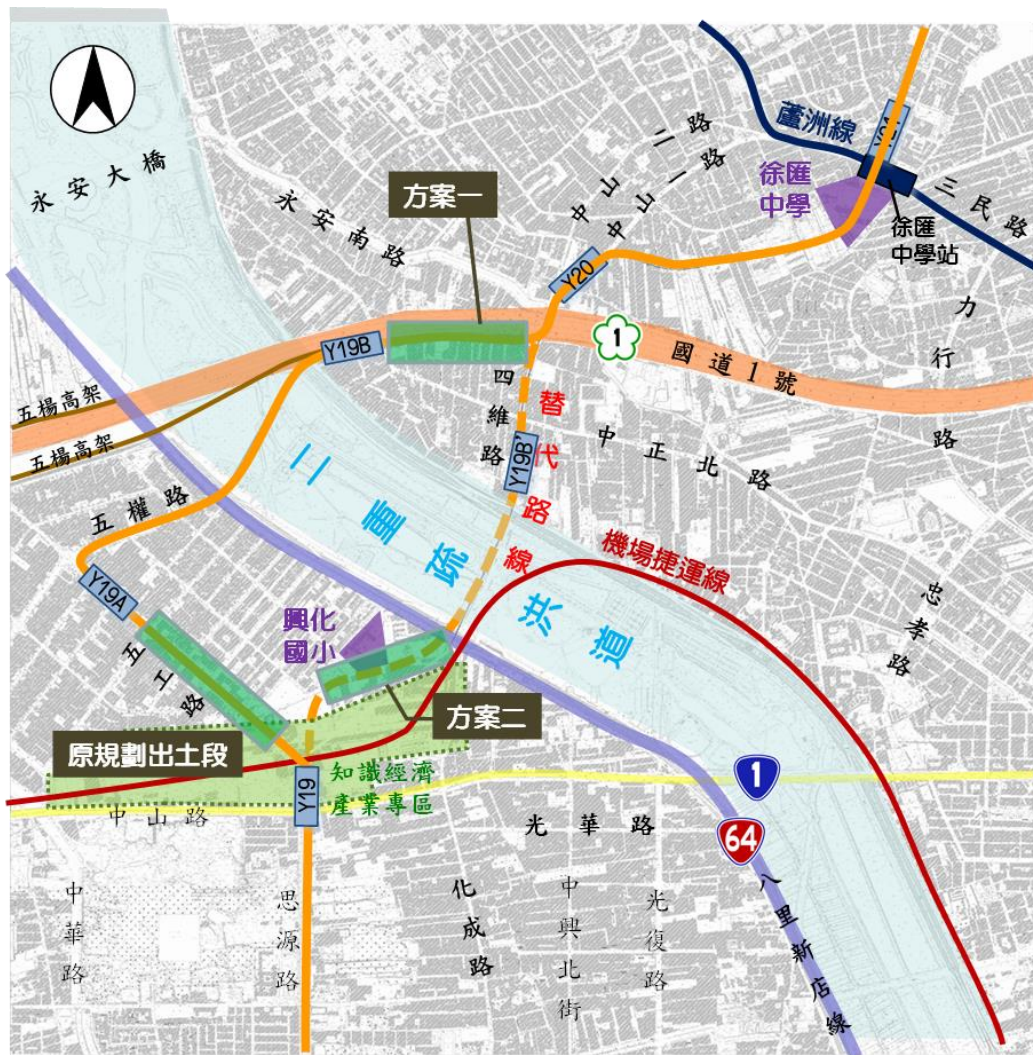 永安大橋
永安南路
方案一
中山二路
中山一路
蘆洲線
Y21
徐匯
中學
徐匯
中學站
三民路
Y20
力行路
Y19B
1
國道1號
五楊高架
五楊高架
四維路
替代路線
Y19B'
中正北路
五權路
二重疏洪道
機場捷運線
Y19A
興化
國小
忠孝路
五工路
方案二
原規劃出土段
知識經濟
產業專區
Y19
1
中山路
光華路
64
中華路
思源路
化成路
中興北街
光復路
八里新店線